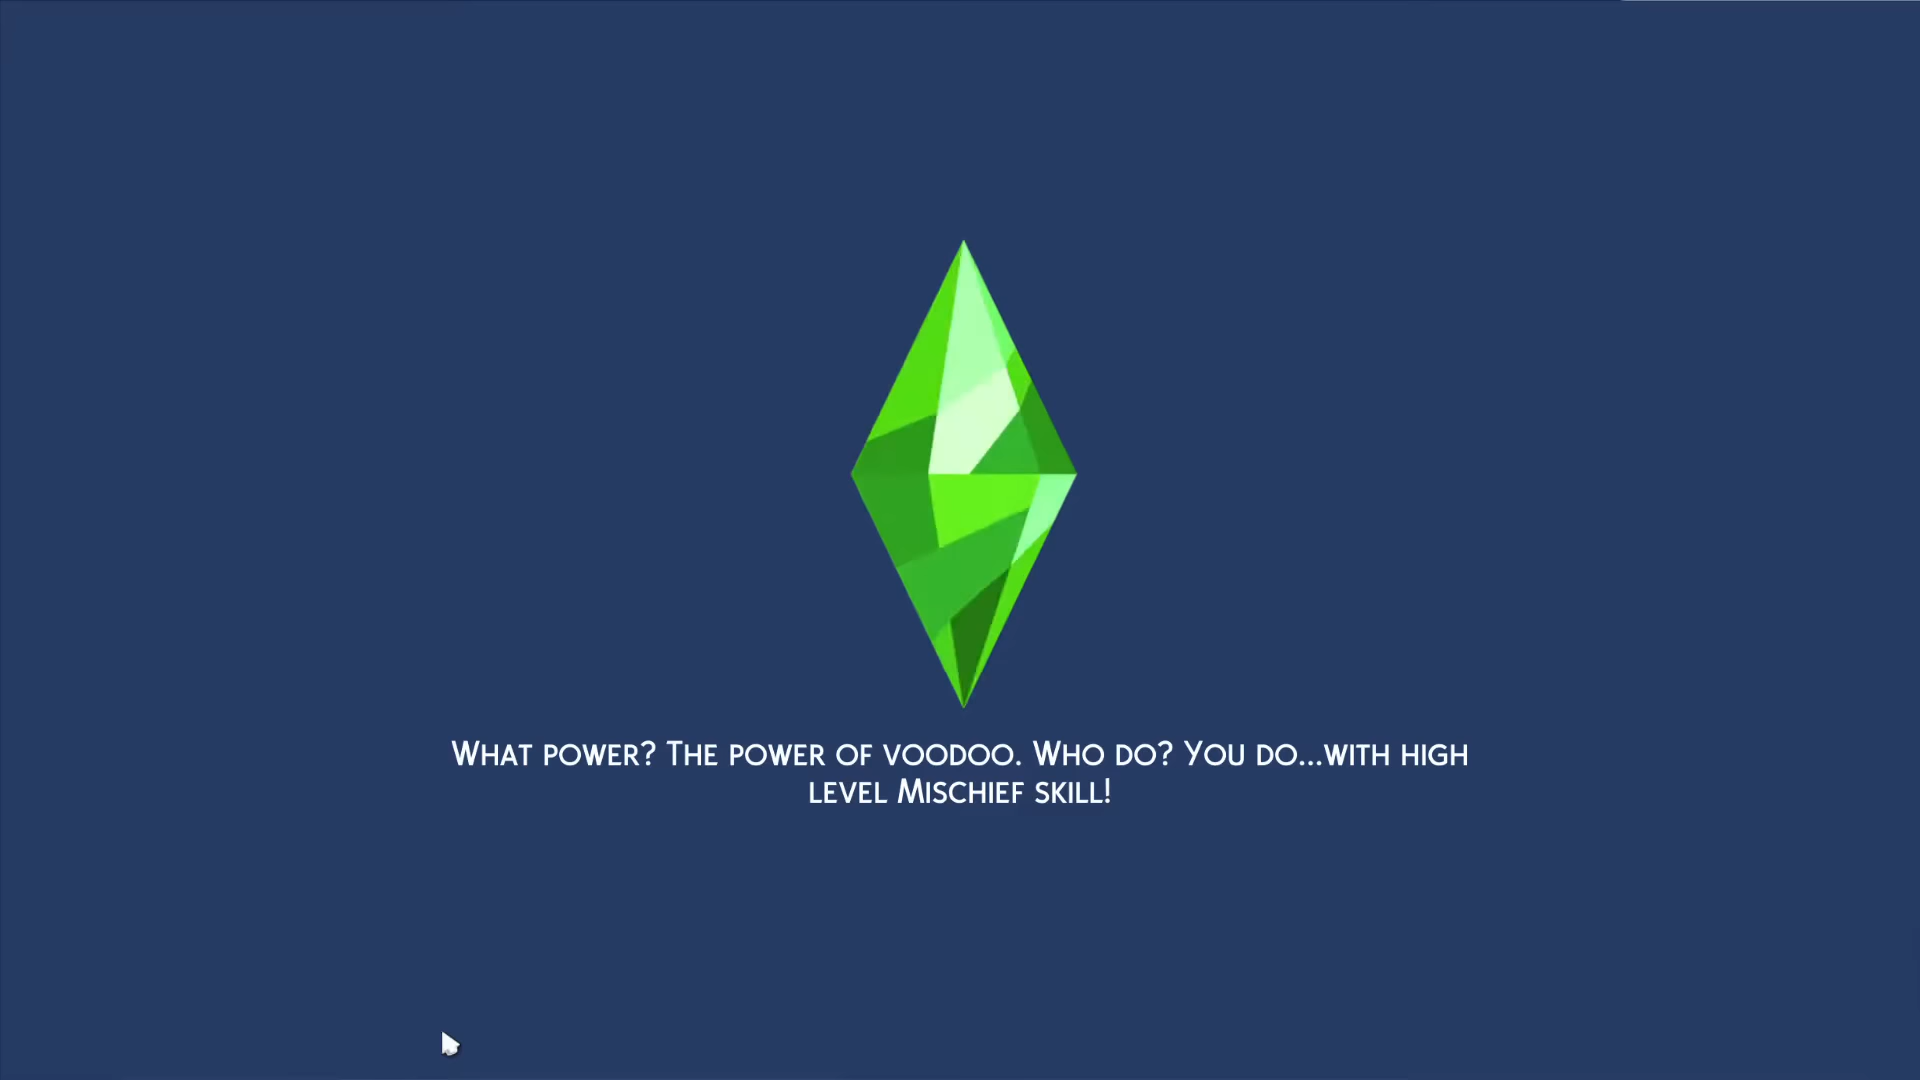 What power? The power of voodoo. Who do? You do...with high
level Mischief skill!